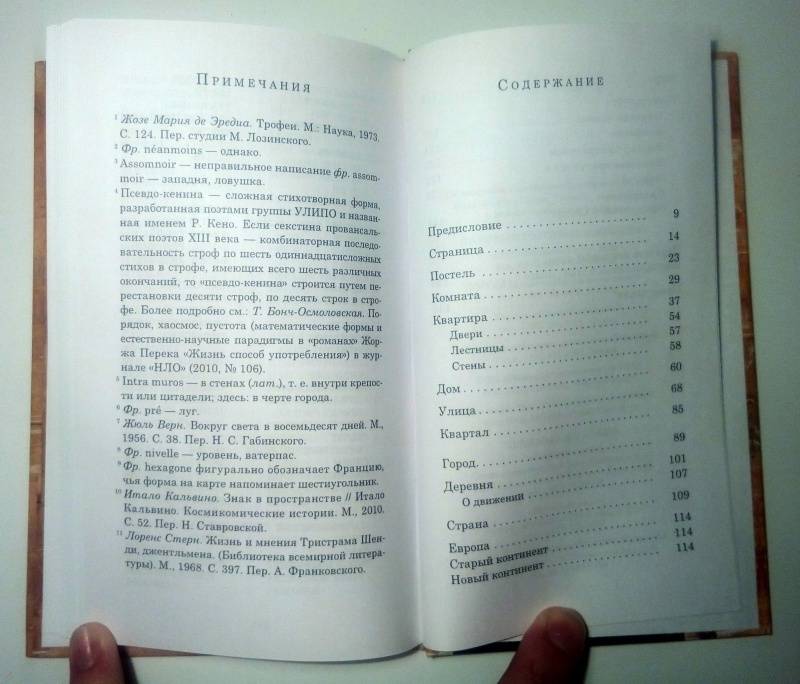 Примечания
¹ Жозе Мария де Эредиа. Трофеи. М.: Наука, 1973.
С. 124. Пер. студии М. Лозинского.
² Фр. néanmoins — однако.
³ Assomnoir — неправильное написание фр. assom-
moir — западня, ловушка.
⁴ Псевдо-кенина — сложная стихотворная форма,
разработанная поэтами группы УЛИПО и назван-
ная именем Р. Кено. Если секстина провансаль-
ских поэтов XIII века — комбинаторная последо-
вательность строф по шесть одиннадцатисложных
стихов в строфе, имеющих всего шесть различных
окончаний, то «псевдо-кенина» строится путем пе-
рестановки десяти строф, по десять строк в стро-
фе. Более подробно см.: Т. Бонч-Осмоловская. По-
рядок, хаосмос, пустота (математические формы и
естественно-научные парадигмы в «романах» Жор-
жа Перека «Жизнь способ употребления») в жур-
нале «НЛО» (2010, № 106).
⁵ Intra muros — в стенах (лат.), т. е. внутри крепос-
ти или цитадели; здесь: в черте города.
⁶ Фр. pré — луг.
⁷ Жюль Верн. Вокруг света в восемьдесят дней. М.,
1956. С. 38. Пер. Н. С. Габинского.
⁸ Фр. nivelle — уровень, ватерпас.
⁹ Фр. hexagone фигурально обозначает Францию,
чья форма на карте напоминает шестиугольник.
¹⁰ Итало Кальвино. Знак в пространстве // Итало
Кальвино. Космикомические истории. М., 2010.
С. 52. Пер. Н. Ставровской.
¹¹ Лоренс Стерн. Жизнь и мнения Тристрама Шен-
ди, джентльмена. (Библиотека всемирной литера-
туры). М., 1968. С. 397. Пер. А. Франковского.
Содержание
Предисловие . . . . . . . . . . . . . . . . 9
Страница . . . . . . . . . . . . . . . . 14
Постель . . . . . . . . . . . . . . . . 23
Комната . . . . . . . . . . . . . . . . 29
Квартира . . . . . . . . . . . . . . . . 37
Двери . . . . . . . . . . . . . . . . 54
Лестницы . . . . . . . . . . . . . . . . 57
Стены . . . . . . . . . . . . . . . . 58
Дом . . . . . . . . . . . . . . . . 60
Улица . . . . . . . . . . . . . . . . 68
Квартал . . . . . . . . . . . . . . . . 85
Город. . . . . . . . . . . . . . . . 89
Деревня . . . . . . . . . . . . . . . . 101
О движении . . . . . . . . . . . . . . . . 107
Страна . . . . . . . . . . . . . . . . 109
Европа . . . . . . . . . . . . . . . . 114
Старый континент . . . . . . . . . . . . . . . . 114
Новый континент . . . . . . . . . . . . . . . . 114